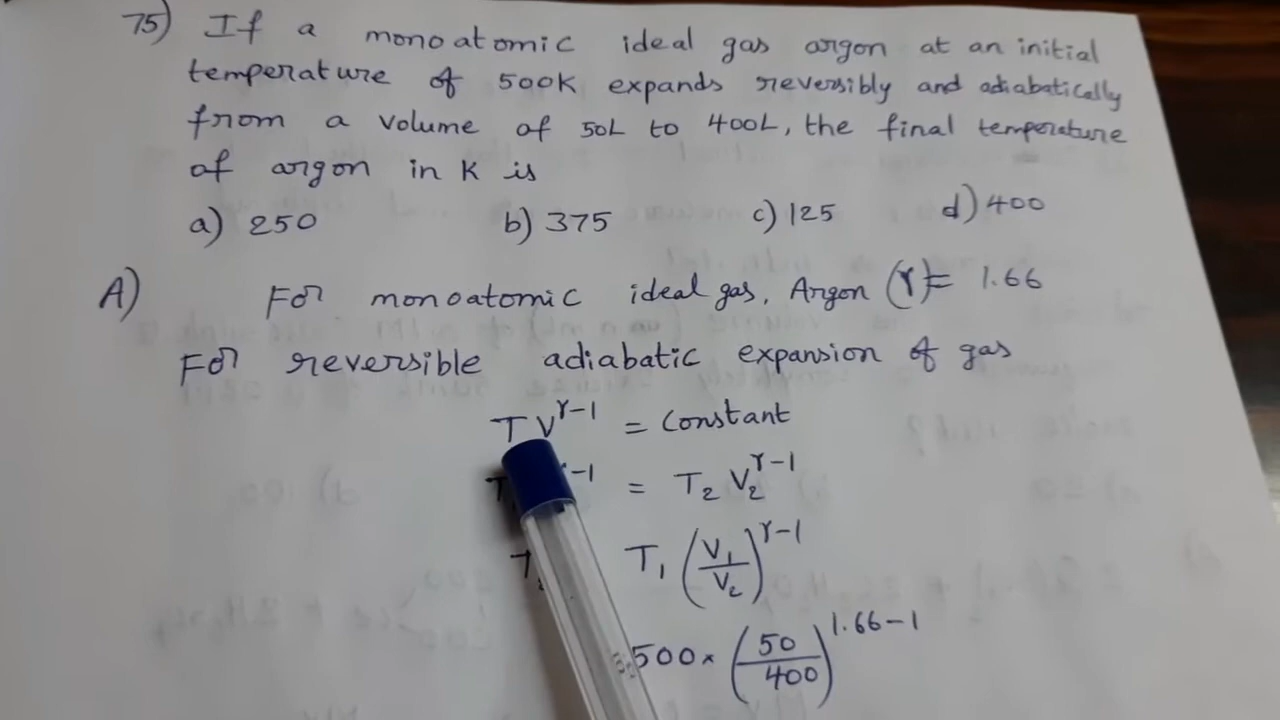 75) If a monoatomic ideal gas argon at an initial
temperature of 500K expands reversibly and adiabatically
from a volume of 50L to 400L, the final temperature
of argon in K is
a) 250 b) 375 c) 125 d) 400
A) For monoatomic ideal gas, Argon (γ)= 1.66
For reversible adiabatic expansion of gas
TV^γ-1 = Constant
T -1 = T₂ V₂^γ-1
T T₁ (V₁/V₂)^γ-1
500 × (50/400)^1.66-1